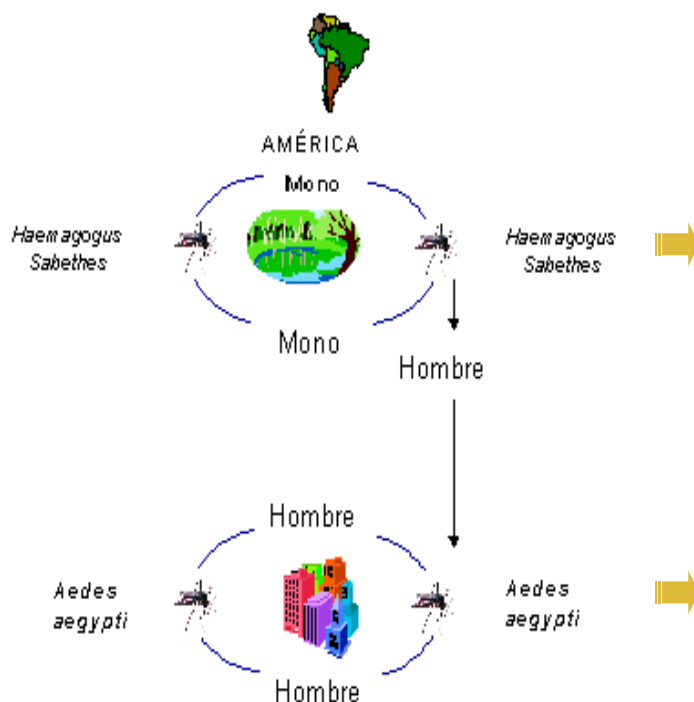 AMÉRICA
Mono
Haemagogus
Sabethes
Haemagogus
Sabethes
Mono
Hombre
Hombre
Aedes
aegypti
Aedes
aegypti
Hombre